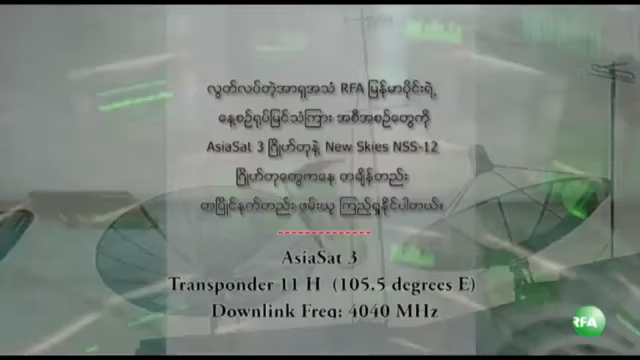 လွတ်လပ်တဲ့အာရှအသံ RFA မြန်မာပိုင်းရဲ့
နေ့စဉ်ရုပ်မြင်သံကြား အစီအစဉ်တွေကို
AsiaSat 3 ဂြိုဟ်တုနဲ့ New Skies NSS-12
ဂြိုဟ်တုတွေကနေ တချိန်တည်း
တပြိုင်နက်တည်း ဖမ်းယူ ကြည့်ရှုနိုင်ပါတယ်။
AsiaSat 3
Transponder 11 H (105.5 degrees E)
Downlink Freq: 4040 MHz
RFA